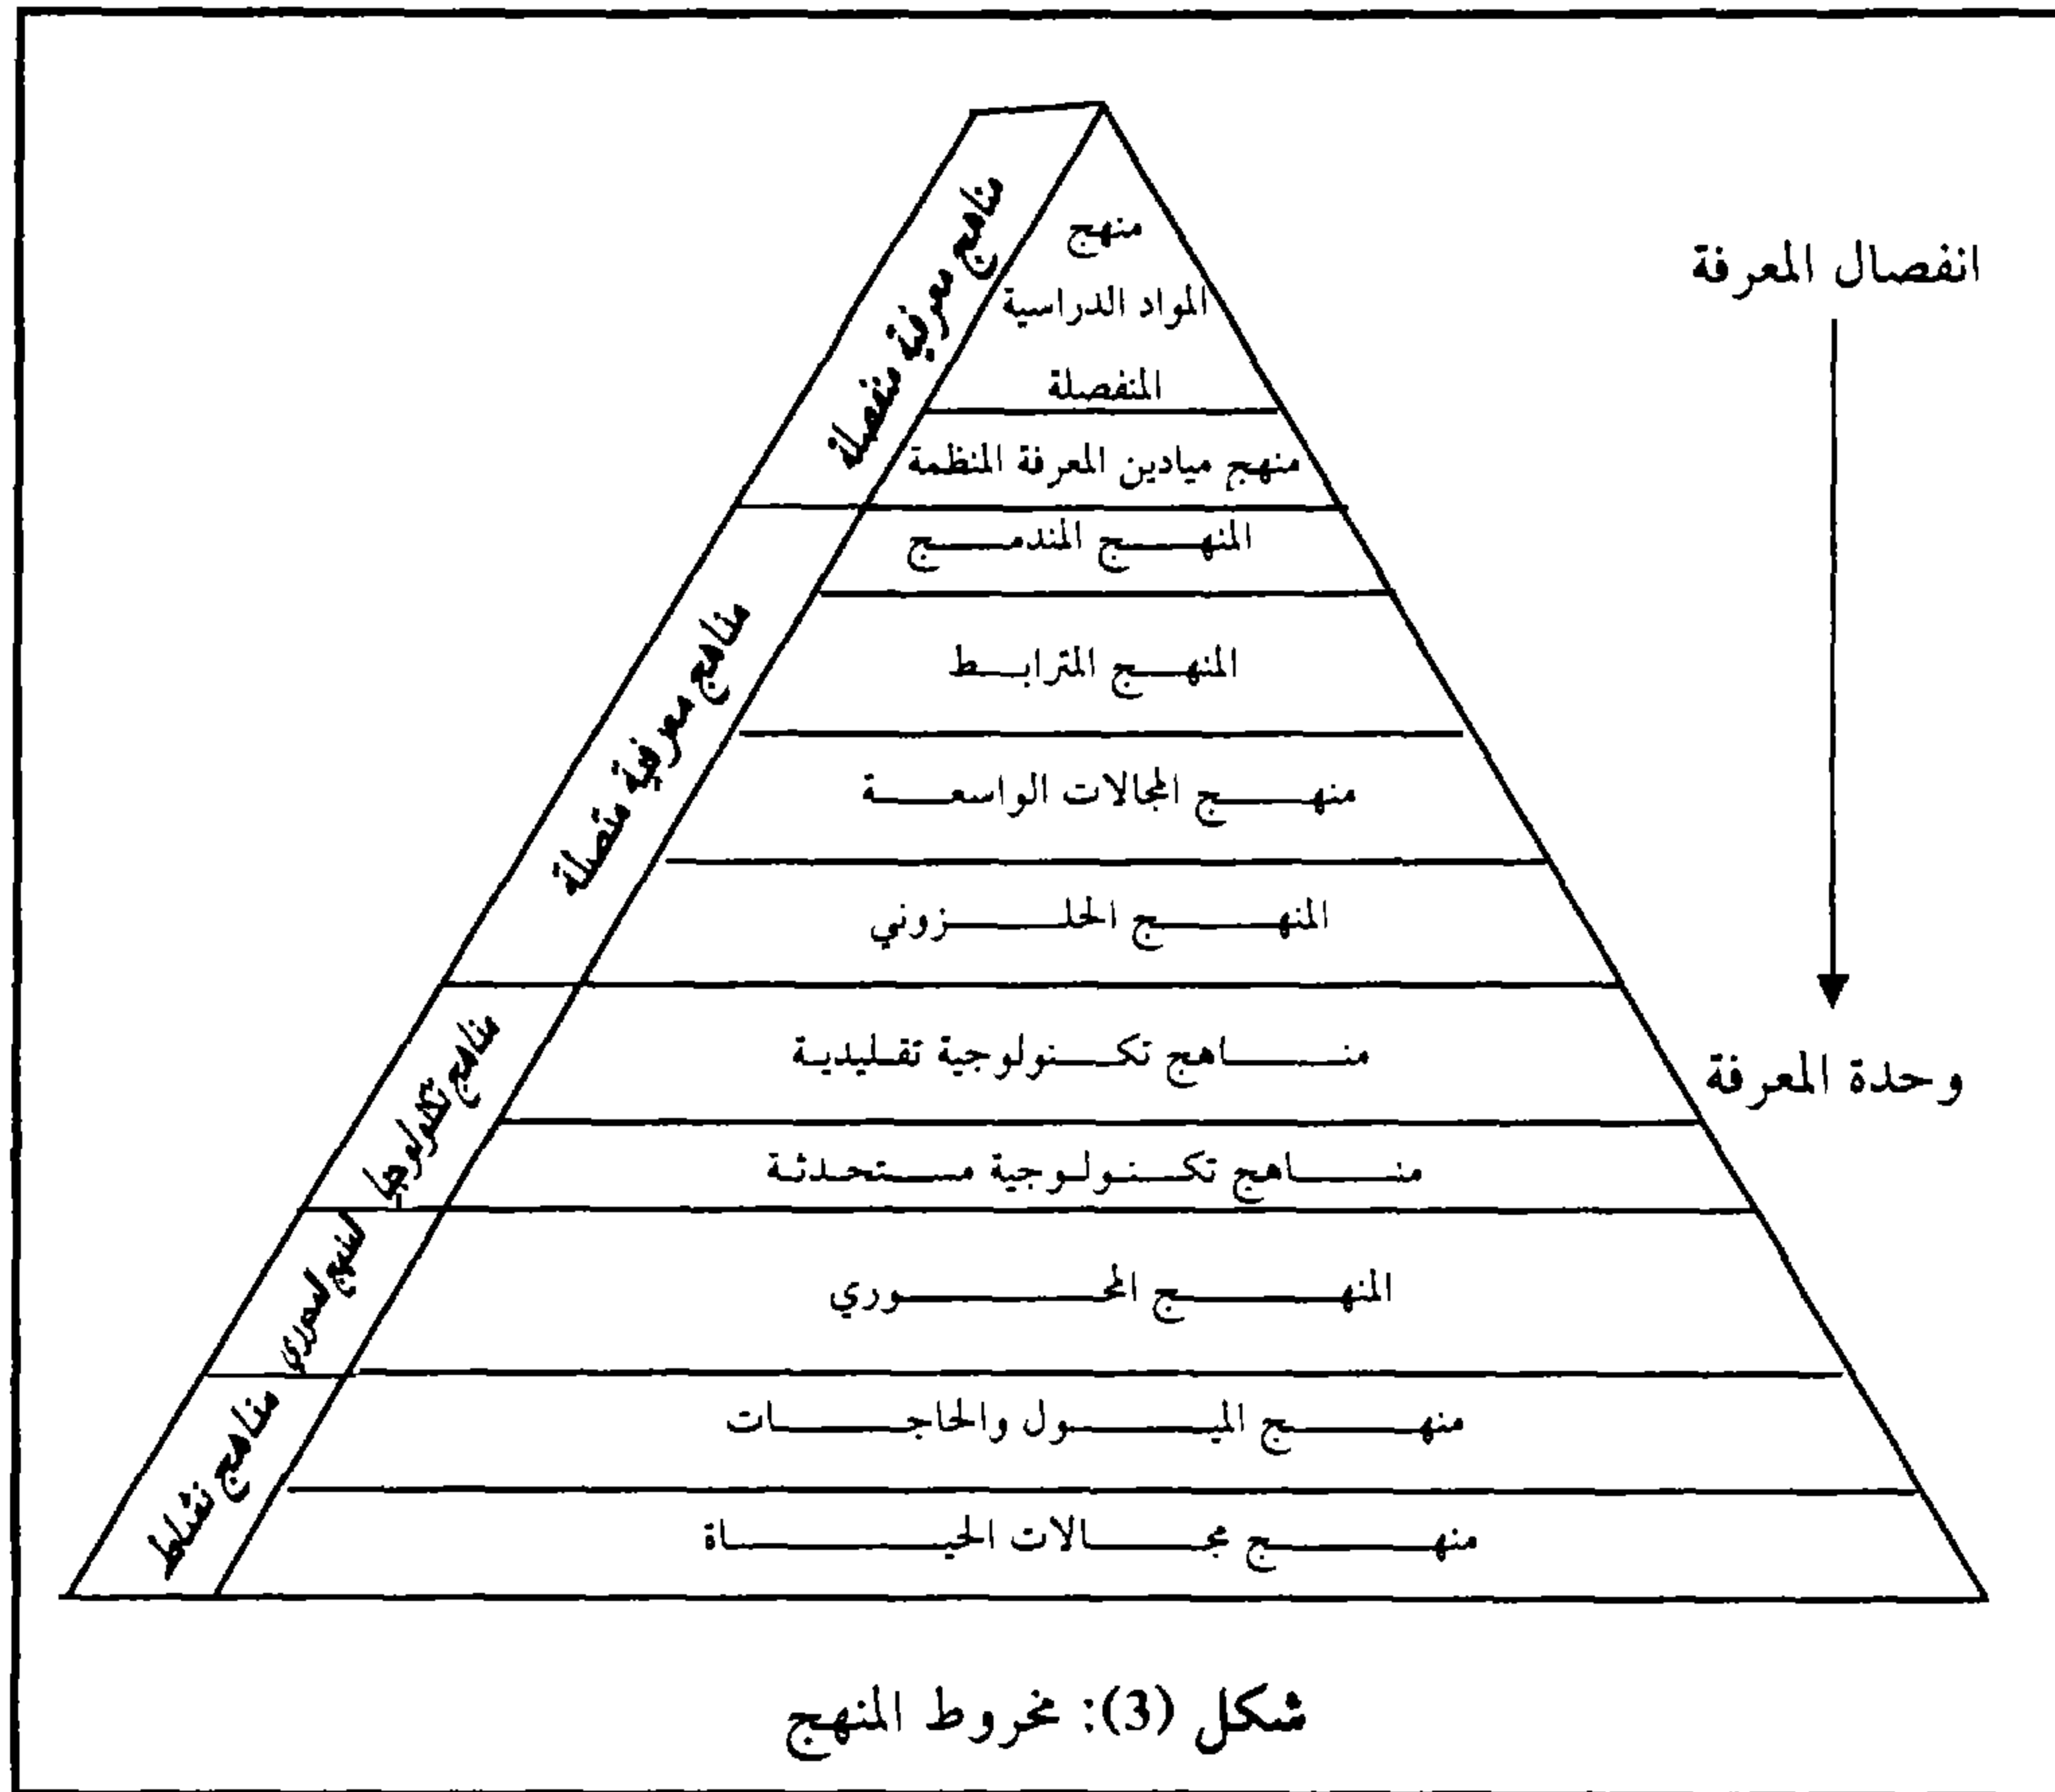 انفصال المعرفة
وحدة المعرفة
منهج
المواد الدراسية
المنفصلة
منهج ميادين المعرفة المنظمة
المنهج المندمج
المنهج المترابط
منهج المجالات الواسعة
المنهج الحلزوني
مناهج تكنولوجية تقليدية
مناهج تكنولوجية مستحدثة
المنهج المحوري
منهج الميول والحاجات
منهج مجالات الحياة
مناهج معرفية منفصلة
مناهج معرفية متصلة
مناهج تكنولوجيا
المنهج المحوري
مناهج نشاط
شكل (3): مخروط المنهج